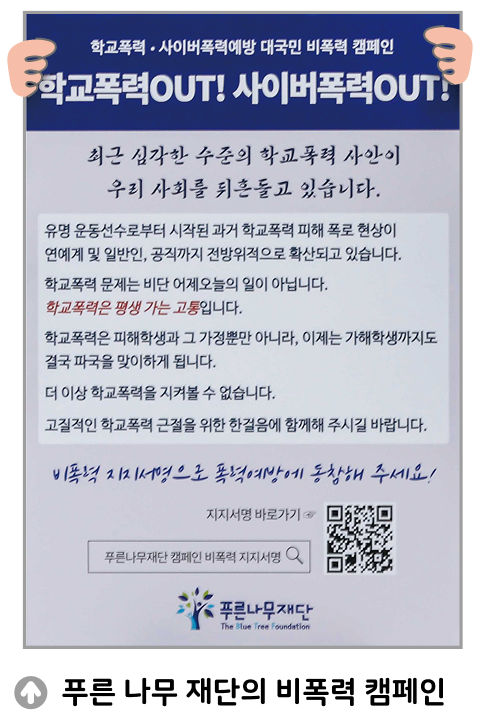 학교폭력 · 사이버폭력예방 대국민 비폭력 캠페인
학교폭력OUT! 사이버폭력OUT!
최근 심각한 수준의 학교폭력 사안이
우리 사회를 뒤흔들고 있습니다.
유명 운동선수로부터 시작된 과거 학교폭력 피해 폭로 현상이
연예계 및 일반인, 공직까지 전방위적으로 확산되고 있습니다.
학교폭력 문제는 비단 어제오늘의 일이 아닙니다.
학교폭력은 평생 가는 고통입니다.
학교폭력은 피해학생과 그 가정뿐만 아니라, 이제는 가해학생까지도
결국 파국을 맞이하게 됩니다.
더 이상 학교폭력을 지켜볼 수 없습니다.
고질적인 학교폭력 근절을 위한 한걸음에 함께해 주시길 바랍니다.
비폭력 지지서명으로 폭력예방에 동참해 주세요!
지지서명 바로가기 ☞
푸른나무재단 캠페인 비폭력 지지서명
푸른나무재단
The Blue Tree Foundation
푸른 나무 재단의 비폭력 캠페인